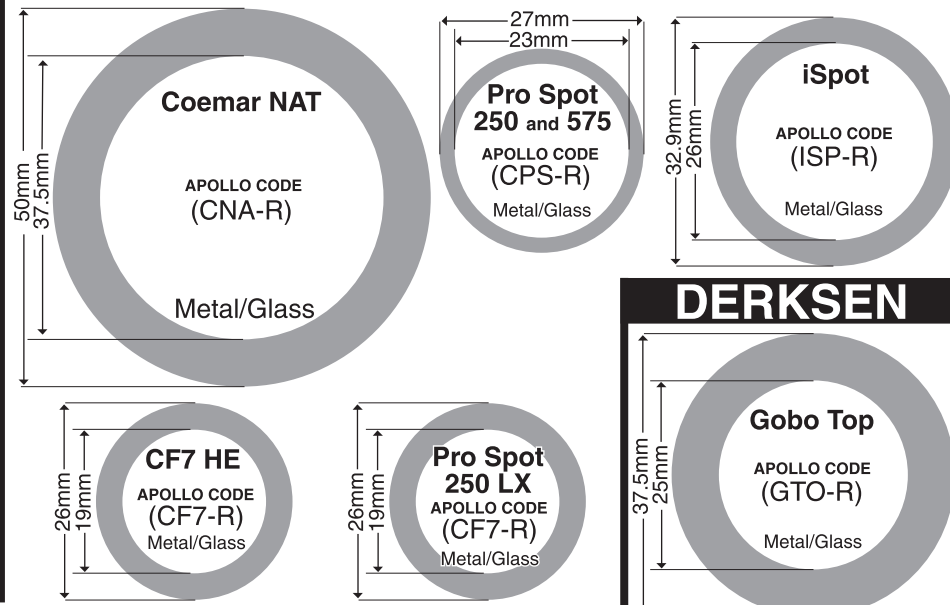 50mm
37.5mm
Coemar NAT
APOLLO CODE
(CNA-R)
Metal/Glass
27mm
23mm
Pro Spot
250 and 575
APOLLO CODE
(CPS-R)
Metal/Glass
32.9mm
26mm
iSpot
APOLLO CODE
(ISP-R)
Metal/Glass
26mm
19mm
CF7 HE
APOLLO CODE
(CF7-R)
Metal/Glass
26mm
19mm
Pro Spot
250 LX
APOLLO CODE
(CF7-R)
Metal/Glass
DERKSEN
37.5mm
25mm
Gobo Top
APOLLO CODE
(GTO-R)
Metal/Glass